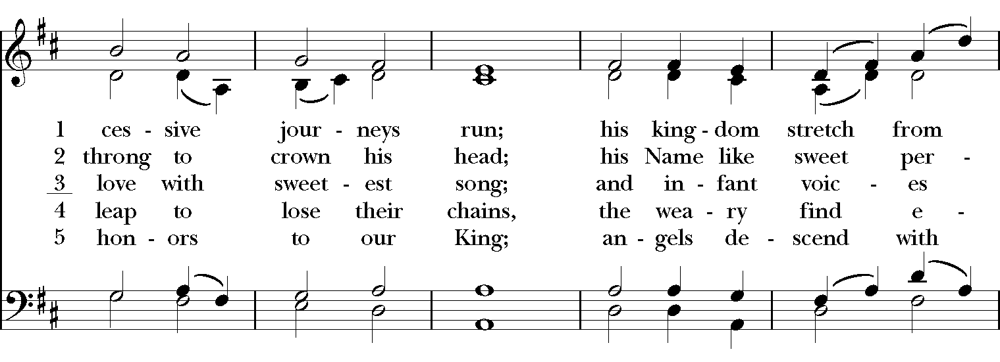 1 ces - sive jour - neys run; his king - dom stretch from
2 throng to crown his head; his Name like sweet per -
3 love with sweet - est song; and in - fant voic - es
4 leap to lose their chains, the wea - ry find e -
5 hon - ors to our King; an - gels de - scend with